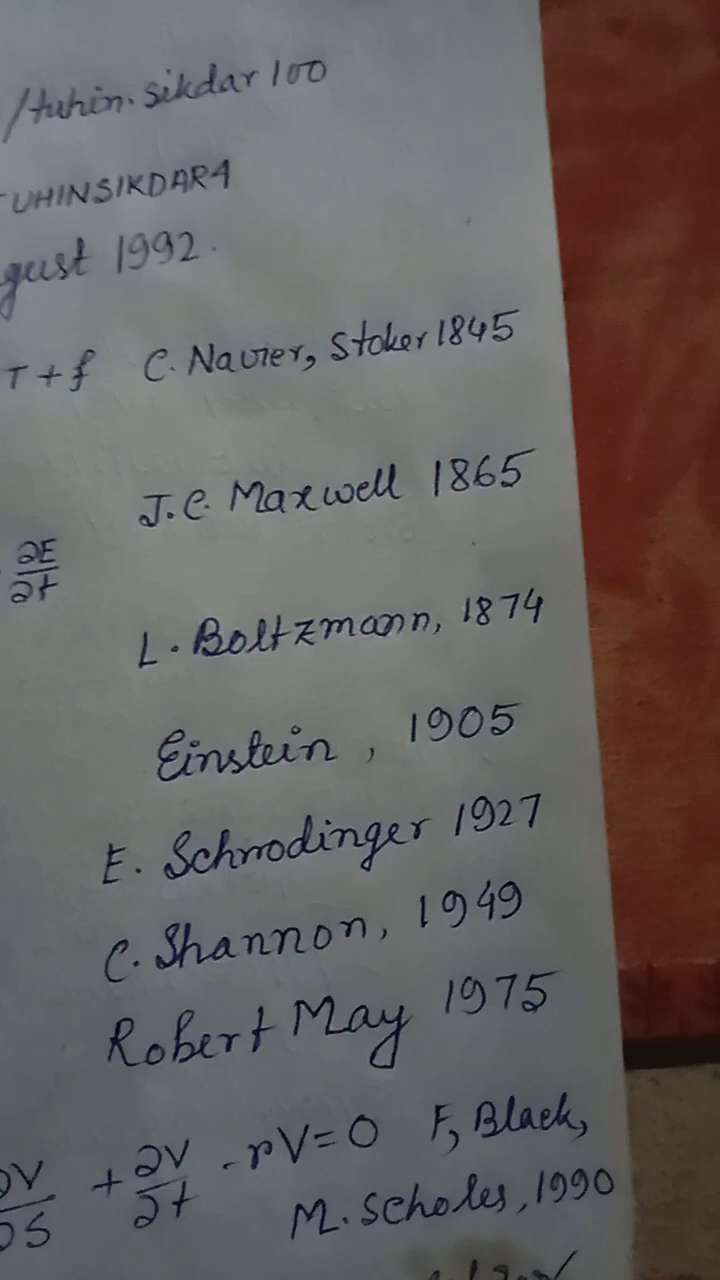 /tuhin.sikdar100
UHINSIKDAR4
gust 1992.
T + f C. Navier, Stoker 1845
J.C. Maxwell 1865
∂E/∂t
L. Boltzmann, 1874
Einstein, 1905
E. Schrrodinger 1927
C. Shannon, 1949
Robert May 1975
∂V/∂S + ∂V/∂t - rV = 0 F, Black,
M. Scholes, 1990